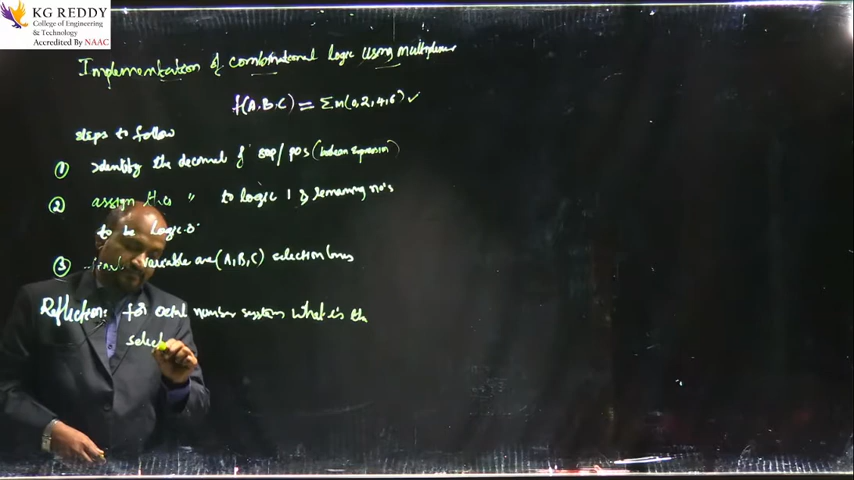 KG REDDY
College of Engineering
& Technology
Accredited By NAAC
Implementation of combinational logic using multiplexer
f(A,B,C) = Σm(0,2,4,6) ✓
steps to follow
① Identify the decimal of SOP/POS (boolean Expression)
② assign " to logic 1 & remaining no's
to be logic 0
③ variable are (A,B,C) selection lines
Reflection: for octal number system what is the
select